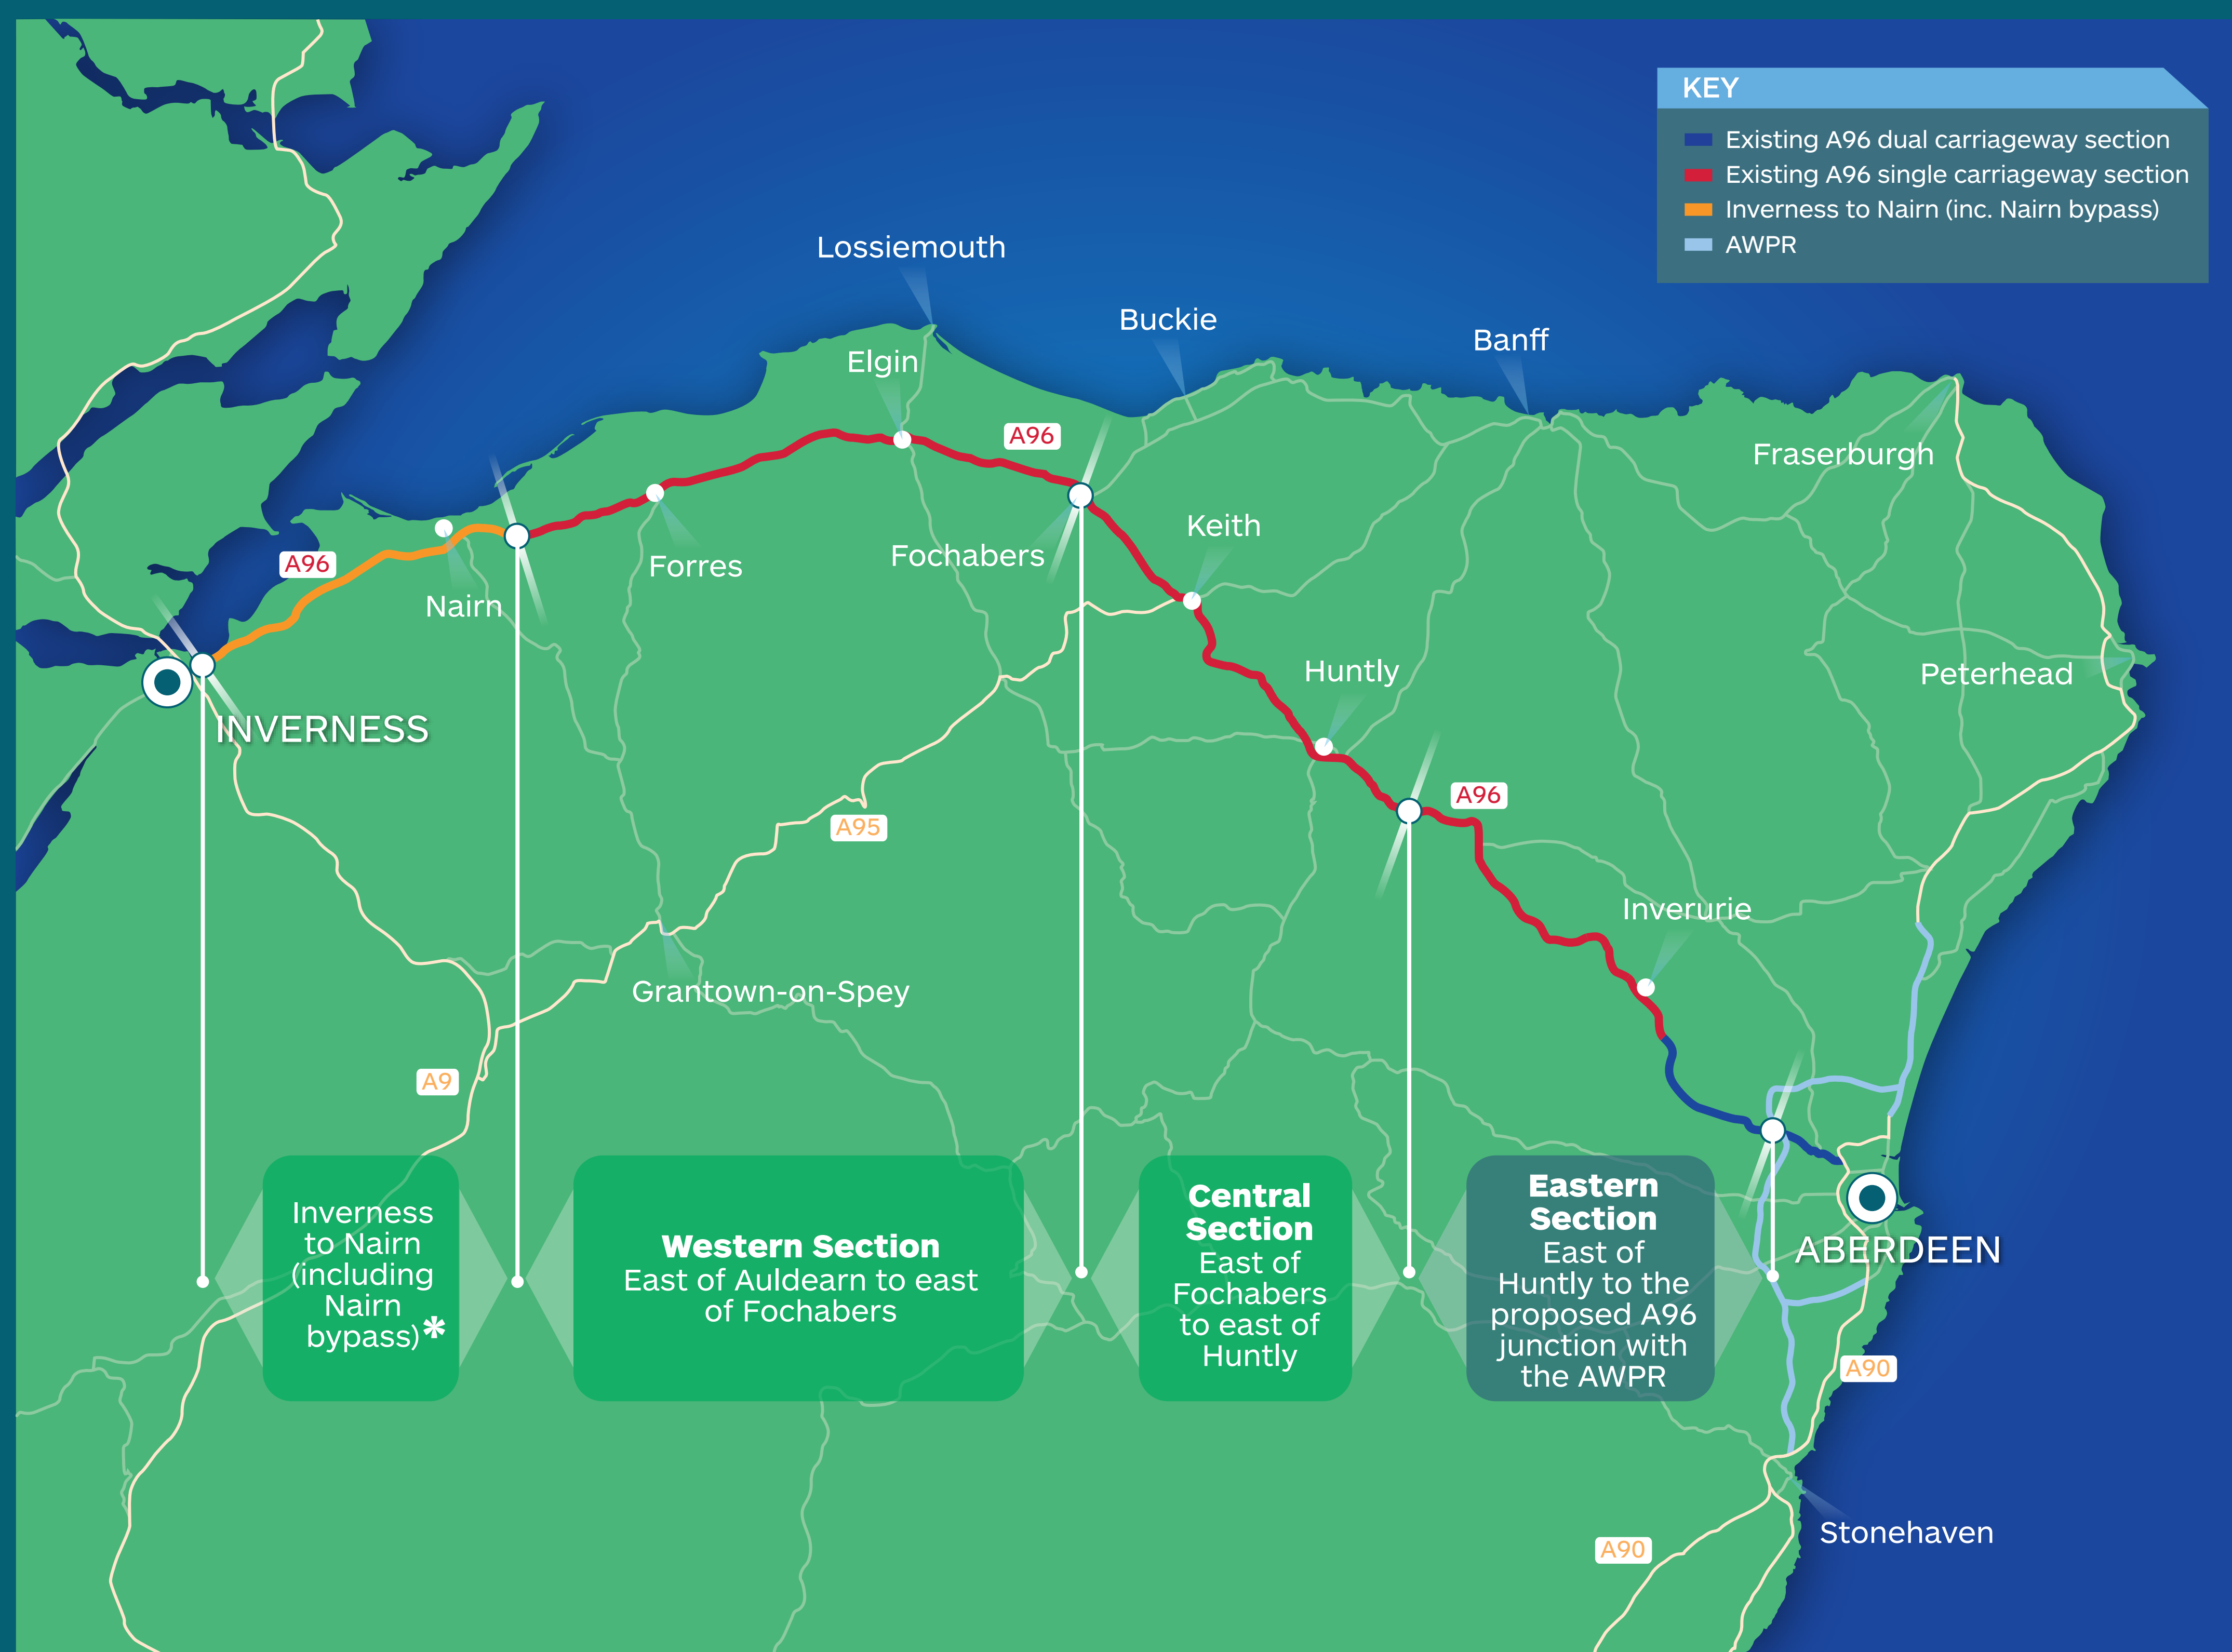 KEY
Existing A96 dual carriageway section
Existing A96 single carriageway section
Inverness to Nairn (inc. Nairn bypass)
AWPR
Lossiemouth
Buckie
Banff
Elgin
A96
Fraserburgh
Keith
Fochabers
A96
Forres
Nairn
Huntly
Peterhead
INVERNESS
A96
A95
Inverurie
Grantown-on-Spey
A9
Inverness
to Nairn
(including
Nairn
bypass)*
Western Section
East of Auldearn to east
of Fochabers
Central
Section
East of
Fochabers
to east of
Huntly
Eastern
Section
East of
Huntly to the
proposed A96
junction with
the AWPR
ABERDEEN
A90
Stonehaven
A90